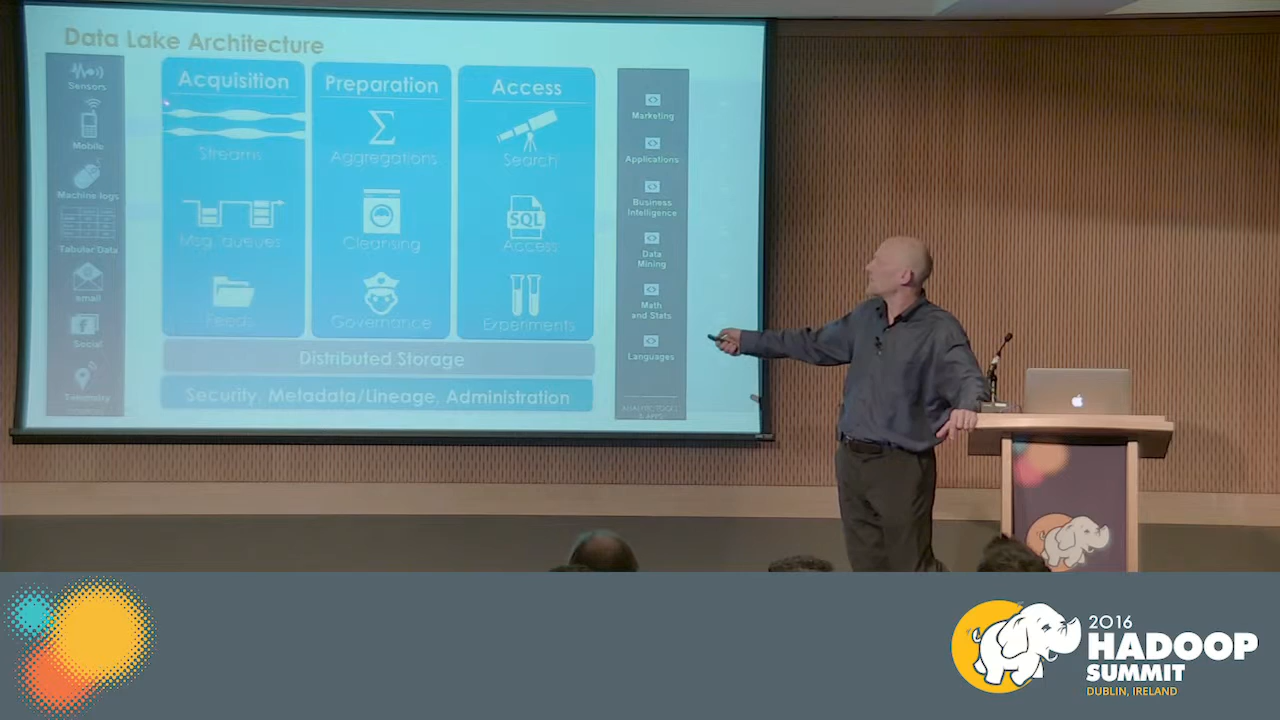 Data Lake Architecture
Sensors
Mobile
Machine logs
Tabular Data
email
Social
Telemetry
Acquisition
Streams
Msg. queues
Feeds
Preparation
Aggregations
Cleansing
Governance
Access
Search
SQL
Access
Experiments
Distributed Storage
Security, Metadata/Lineage, Administration
Marketing
Applications
Business
Intelligence
Data
Mining
Math
and Stats
Languages
2016
HADOOP
SUMMIT
DUBLIN, IRELAND